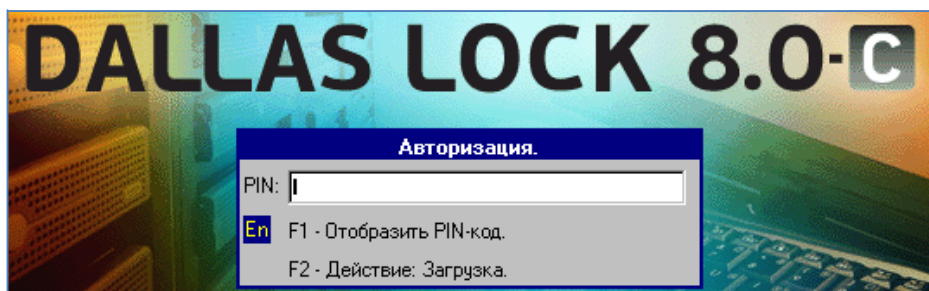 DALLAS LOCK 8.0-C
Авторизация.
PIN:
En F1 - Отобразить PIN-код.
F2 - Действие: Загрузка.